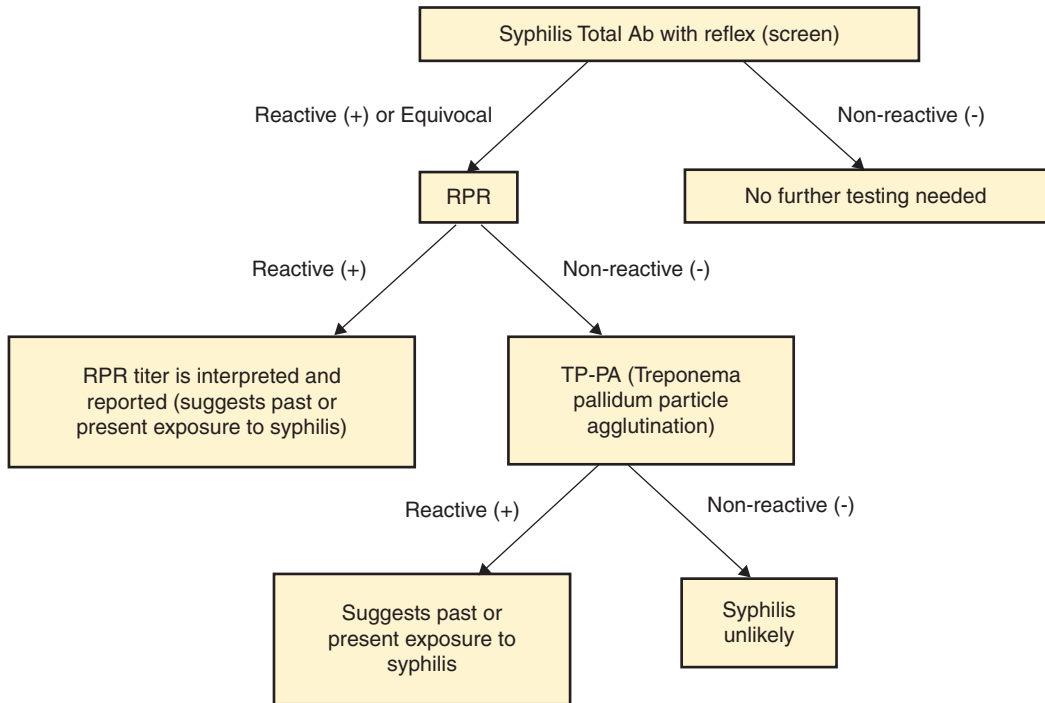 Syphilis Total Ab with reflex (screen)
Reactive (+) or Equivocal
Non-reactive (-)
RPR
No further testing needed
Reactive (+)
Non-reactive (-)
RPR titer is interpreted and
reported (suggests past or
present exposure to syphilis)
TP-PA (Treponema
pallidum particle
agglutination)
Reactive (+)
Non-reactive (-)
Suggests past or
present exposure to
syphilis
Syphilis
unlikely